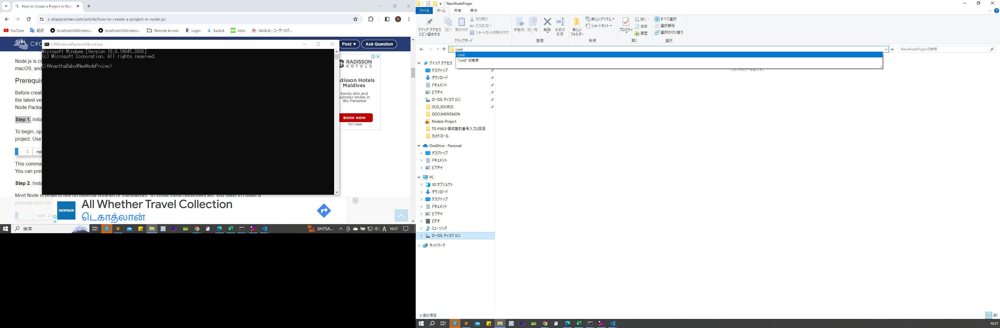 How to Create a Project in Nod
c-sharpcorner.com/article/how-to-create-a-project-in-node-js/
YouTube
翻訳
localhost:3000/wbm...
localhost:3000/wbm...
Remote Access
Login
SaJaLA
Jisho
SAJALA | ユーザーログ...
C#C
Post
Ask Question
Node.js is cr
macOS, and
Prerequis
Before creat
the latest ver
Node Packa
Step 1. Initia
To begin, op
project. Use
1 np
This comma
You can pres
Step 2. Insta
Most Node.js projects rely on external libraries or frameworks. To install these dependencies, you need to create a
package.json file
1 npm in
C:¥Windows¥System32¥cmd.exe
Microsoft Windows [Version 10.0.19045.3930]
(c) Microsoft Corporation. All rights reserved.
C:¥AnanthaBabu¥NewNodeProjec>
RADISSON
HOTELS
disson Hotels
Maldives
Sandy skin and
summer smiles in
Blu Paradise!
BOOK NOW
T&C's apply
DECATHLON
All Whether Travel Collection
டெகாத்லான்
検索
SH75A...
A
10:27
NewNodeProjec
ファイル
ホーム
共有
表示
クイック アクセス
にピン留めする
コピー
貼り付け
切り取り
パスのコピー
ショートカットの貼り付け
クリップボード
移動先
コピー先
削除
名前の
変更
整理
新しい
フォルダー
新しいアイテム
ショートカット
新規
プロパティ
開く
編集
履歴
開く
すべて選択
選択解除
選択の切り替え
選択
cmd
NewNodeProjecの検索
cmd
"cmd" の検索
このフォルダーは空です。
クイック アクセス
デスクトップ
ダウンロード
ドキュメント
ピクチャ
ローカル ディスク (C:)
OLD_SOURCE
DOCUMENTAION
NodeJs-Project
TG #5923 個体識別番号入力2回目
カメラ ロール
OneDrive - Personal
デスクトップ
ドキュメント
ピクチャ
PC
3D オブジェクト
ダウンロード
デスクトップ
ドキュメント
ピクチャ
ビデオ
ミュージック
ローカル ディスク (C:)
ネットワーク
0 個の項目
10:27